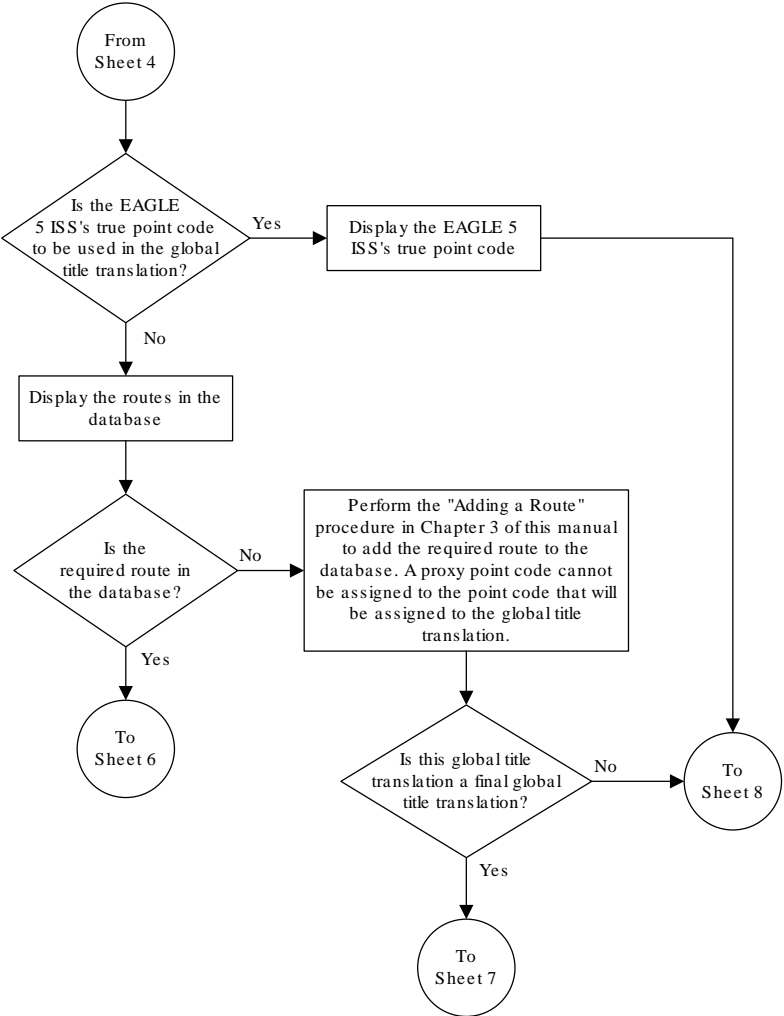 From
Sheet 4
Is the EAGLE
5 ISS's true point code
to be used in the global
title translation?
Yes
Display the EAGLE 5
ISS's true point code
No
Display the routes in the
database
Is the
required route in
the database?
No
Perform the "Adding a Route"
procedure in Chapter 3 of this manual
to add the required route to the
database. A proxy point code cannot
be assigned to the point code that will
be assigned to the global title
translation.
Yes
To
Sheet 6
Is this global title
translation a final global
title translation?
No
To
Sheet 8
Yes
To
Sheet 7